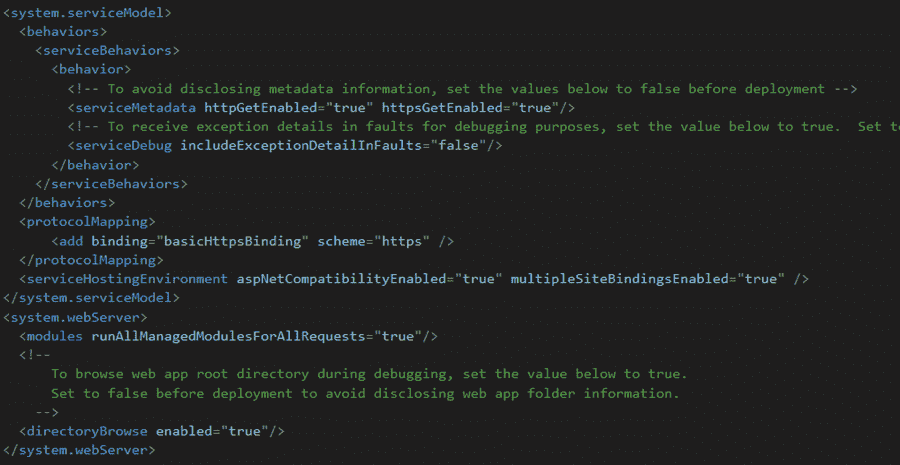 <system.serviceModel>
<behaviors>
<serviceBehaviors>
<behavior>
<!-- To avoid disclosing metadata information, set the values below to false before deployment -->
<serviceMetadata httpGetEnabled="true" httpsGetEnabled="true"/>
<!-- To receive exception details in faults for debugging purposes, set the value below to true.  Set to
<serviceDebug includeExceptionDetailInFaults="false"/>
</behavior>
</serviceBehaviors>
</behaviors>
<protocolMapping>
<add binding="basicHttpsBinding" scheme="https" />
</protocolMapping>
<serviceHostingEnvironment aspNetCompatibilityEnabled="true" multipleSiteBindingsEnabled="true" />
</system.serviceModel>
<system.webServer>
<modules runAllManagedModulesForAllRequests="true"/>
<!--
To browse web app root directory during debugging, set the value below to true.
Set to false before deployment to avoid disclosing web app folder information.
-->
<directoryBrowse enabled="true"/>
</system.webServer>